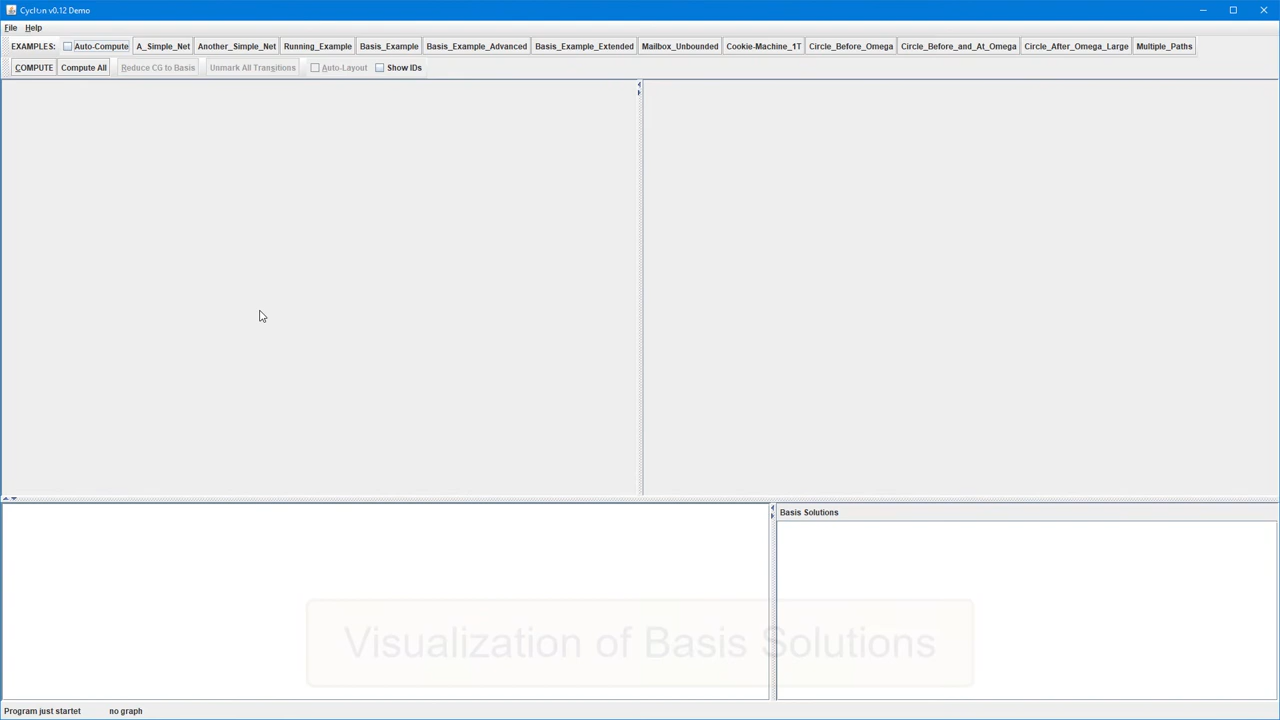 Cyclon v0.12 Demo
File Help
EXAMPLES: Auto-Compute A_Simple_Net Another_Simple_Net Running_Example Basis_Example Basis_Example_Advanced Basis_Example_Extended Mailbox_Unbounded Cookie-Machine_1T Circle_Before_Omega Circle_Before_and_At_Omega Circle_After_Omega_Large Multiple_Paths
COMPUTE Compute All Reduce CG to Basis Unmark All Transitions Auto-Layout Show IDs
Basis Solutions
Visualization of Basis Solutions
Program just startet no graph